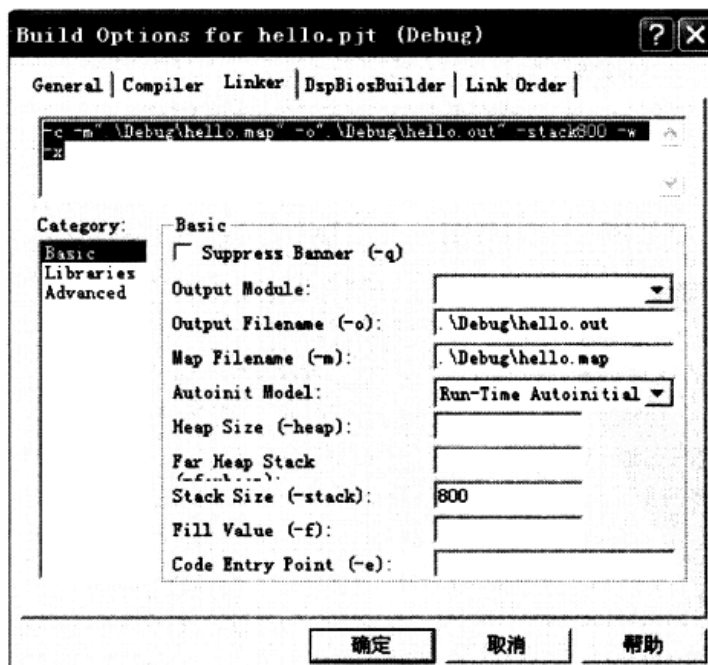 Build Options for hello.pjt (Debug)
General Compiler Linker DspBiosBuilder Link Order
-c -m".\Debug\hello.map" -o".\Debug\hello.out" -stack800 -w
-x
Category:
Basic
Libraries
Advanced
Basic
Suppress Banner (-q)
Output Module:
Output Filename (-o): .\Debug\hello.out
Map Filename (-m): .\Debug\hello.map
Autoinit Model: Run-Time Autoinitial
Heap Size (-heap):
Far Heap Stack
Stack Size (-stack): 800
Fill Value (-f):
Code Entry Point (-e):
确定 取消 帮助